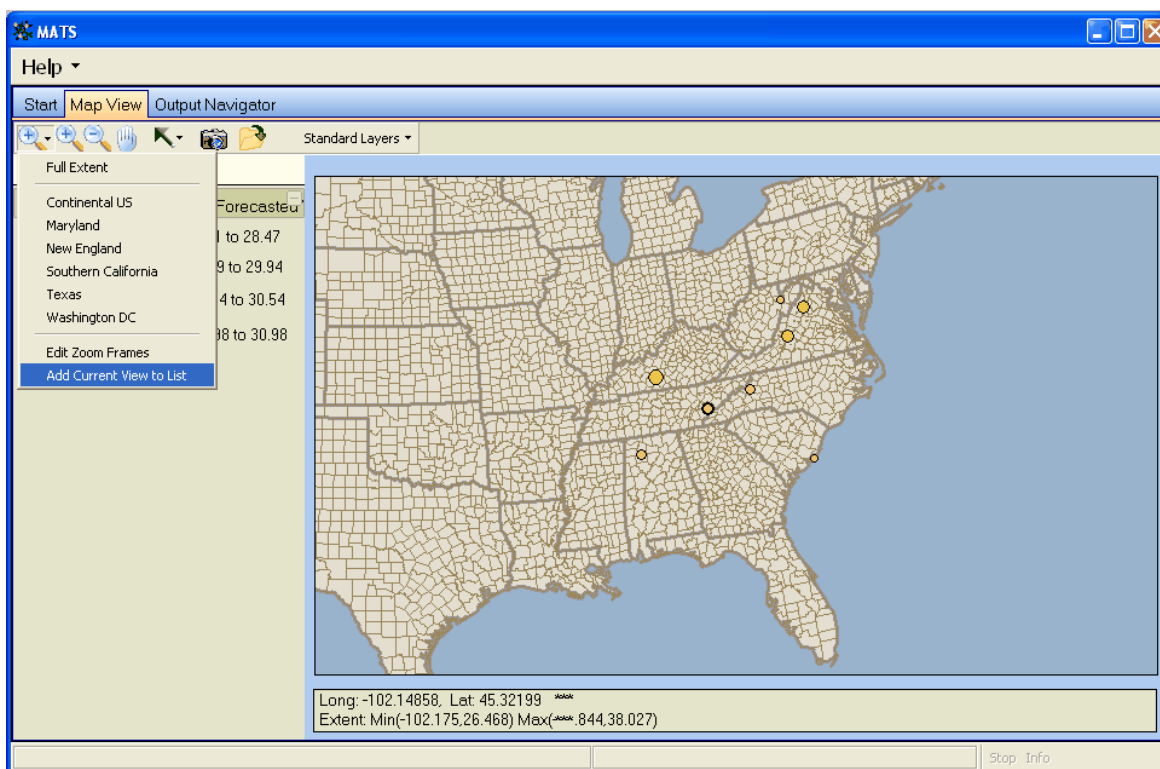 MATS
Help
Start Map View Output Navigator
Standard Layers
Full Extent
Continental US
Maryland
New England
Southern California
Texas
Washington DC
Edit Zoom Frames
Add Current View to List
Forecasted
to 28.47
9 to 29.94
4 to 30.54
98 to 30.98
Long: -102.14858, Lat: 45.32199 ****
Extent: Min(-102.175,26.468) Max(****.844,38.027)
Stop Info